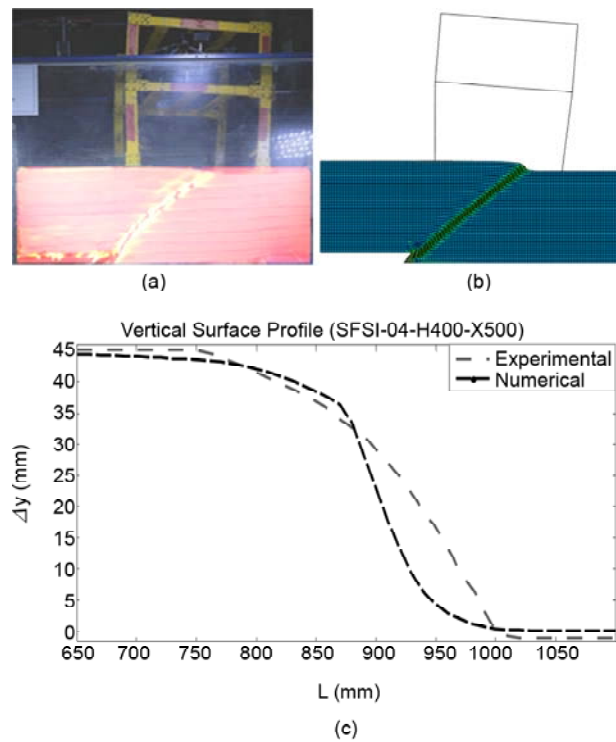 (a)
(b)
Vertical Surface Profile (SFSI-04-H400-X500)
Experimental
Numerical
45
40
35
30
25
20
15
10
5
0
Δy (mm)
650 700 750 800 850 900 950 1000 1050
L (mm)
(c)